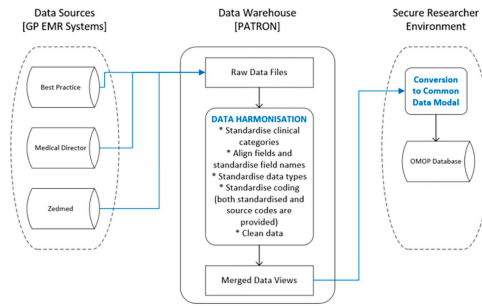 Data Sources
[GP EMR Systems]
Data Warehouse
[PATRON]
Secure Researcher
Environment
Best Practice
Medical Director
Zedmed
Raw Data Files
DATA HARMONISATION
* Standardise clinical
categories
* Align fields and
standardise field names
* Standardise data types
* Standardise coding
(both standardised and
source codes are
provided)
* Clean data
Merged Data Views
Conversion
to Common
Data Modal
OMOP Database